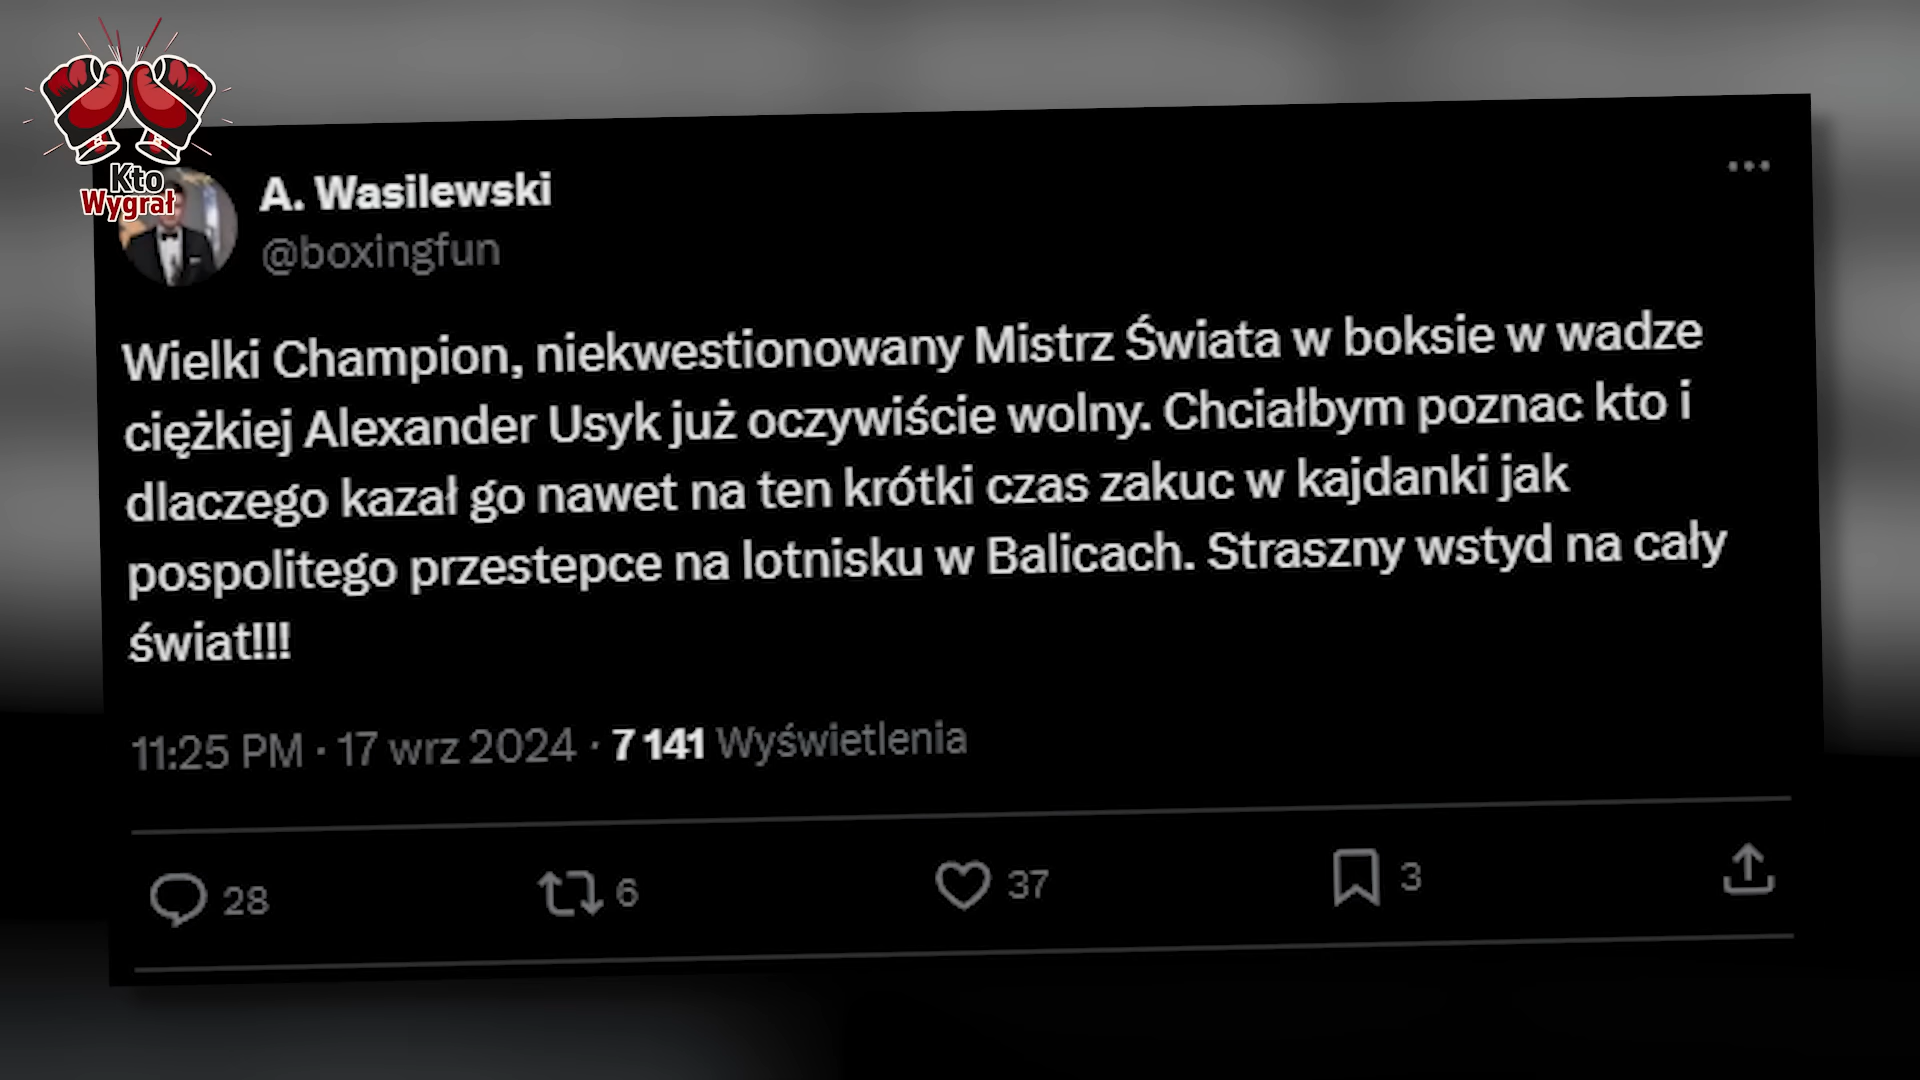 Kto
Wygrał
A. Wasilewski
@boxingfun
Wielki Champion, niekwestionowany Mistrz Świata w boksie w wadze
ciężkiej Alexander Usyk już oczywiście wolny. Chciałbym poznac kto i
dlaczego kazał go nawet na ten krótki czas zakuc w kajdanki jak
pospolitego przestepce na lotnisku w Balicach. Straszny wstyd na cały
świat!!!
11:25 PM · 17 wrz 2024 · 7 141 Wyświetlenia
28 6 37 3